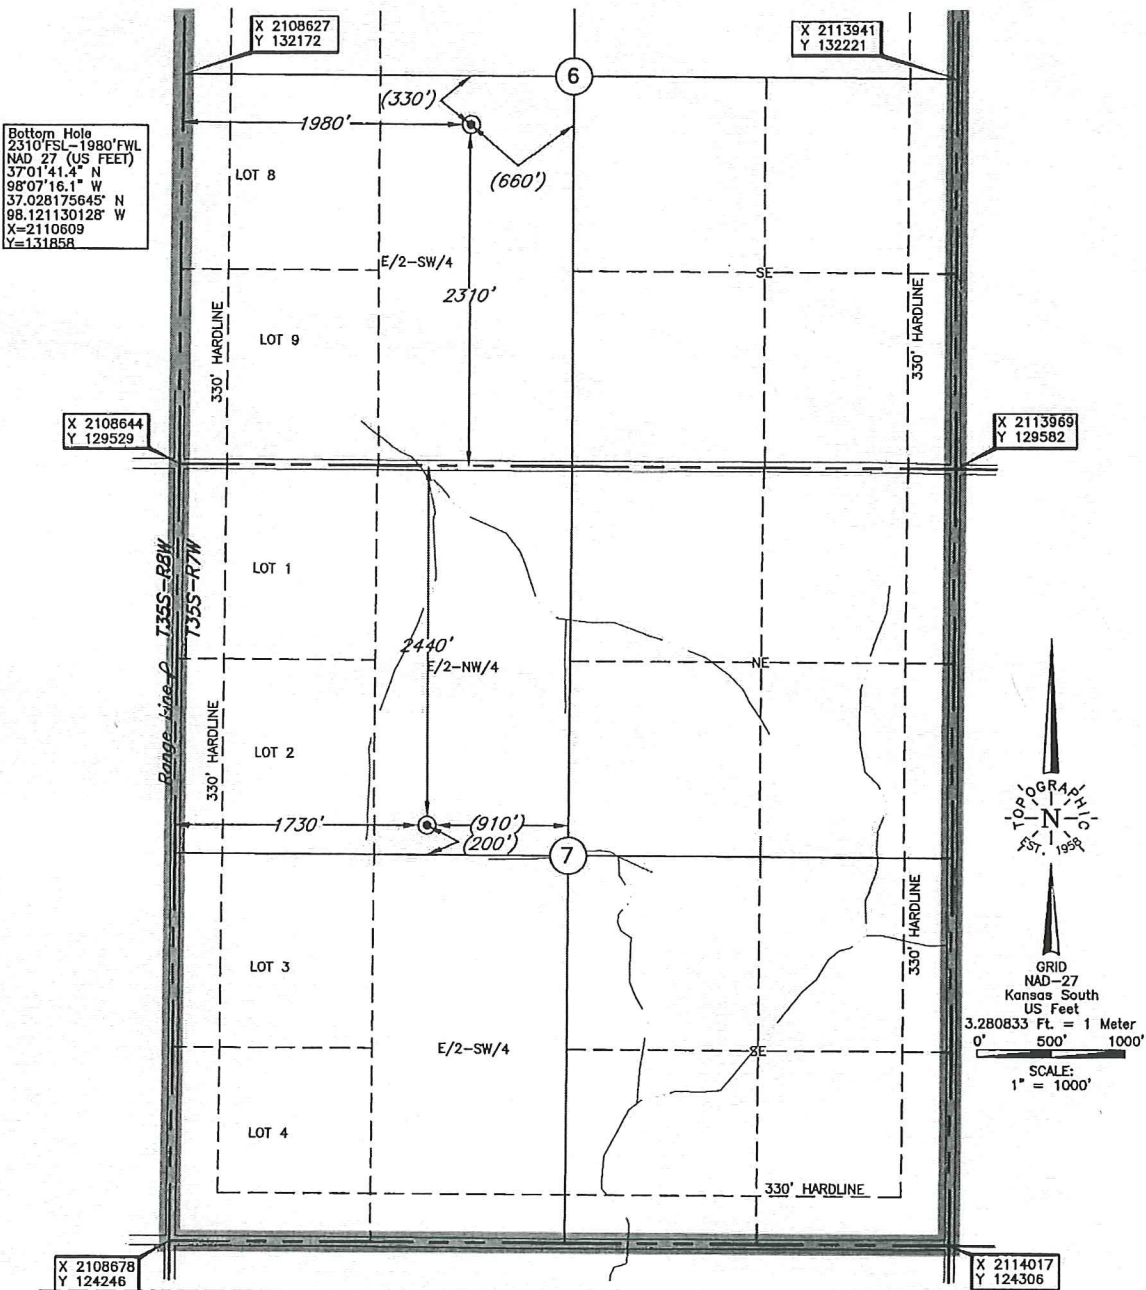 X 2108627
Y 132172
X 2113941
Y 132221
6
(330')
1980'
(660')
Bottom Hole
2310'FSL-1980'FWL
NAD 27 (US FEET)
37°01'41.4" N
98°07'16.1" W
37.028175645° N
98.121130128° W
X=2110609
Y=131858
LOT 8
E/2-SW/4
SE
2310'
LOT 9
330' HARDLINE
330' HARDLINE
X 2108644
Y 129529
X 2113969
Y 129582
T35S-R8W
T35S-R7W
LOT 1
2440'
E/2-NW/4
NE
Range Line
LOT 2
330' HARDLINE
1730'
(910')
(200')
7
TOPOGRAPHIC
N
EST. 1958
330' HARDLINE
LOT 3
GRID
NAD-27
Kansas South
US Feet
3.280833 Ft. = 1 Meter
0' 500' 1000'
SCALE:
1" = 1000'
E/2-SW/4
SE
LOT 4
330' HARDLINE
X 2108678
Y 124246
X 2114017
Y 124306